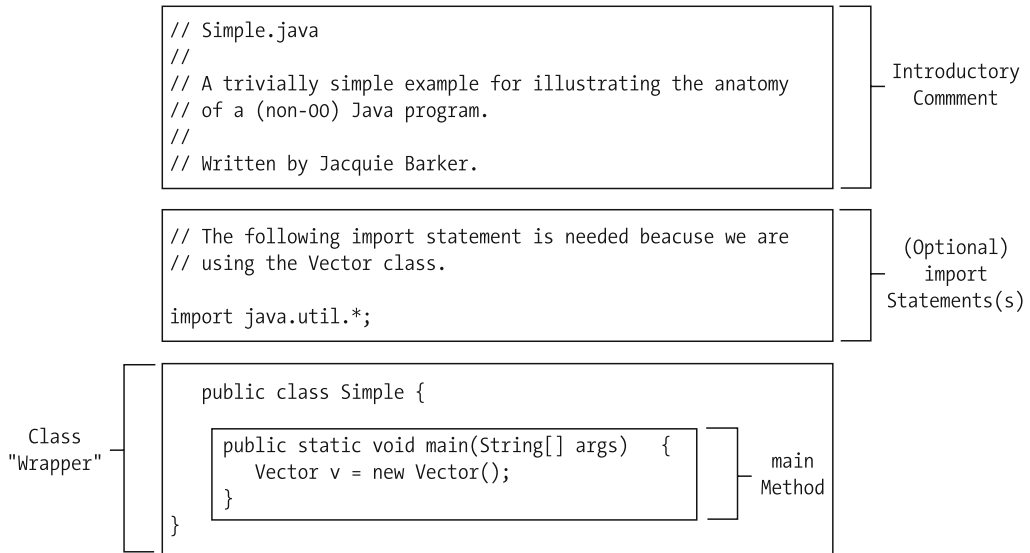 // Simple.java
//
// A trivially simple example for illustrating the anatomy
// of a (non-OO) Java program.
//
// Written by Jacquie Barker.
Introductory
Commment
// The following import statement is needed beacuse we are
// using the Vector class.
import java.util.*;
(Optional)
import
Statements(s)
Class
"Wrapper"
public class Simple {
public static void main(String[] args)   {
Vector v = new Vector();
}
}
main
Method